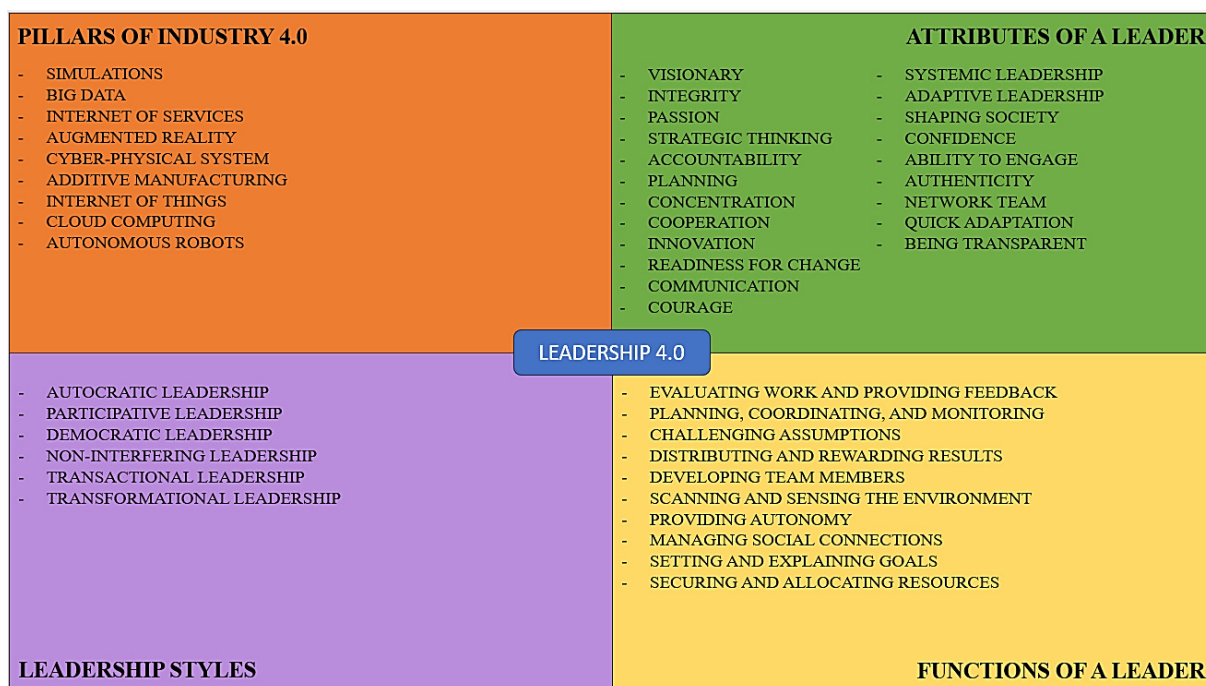 PILLARS OF INDUSTRY 4.0
- SIMULATIONS
- BIG DATA
- INTERNET OF SERVICES
- AUGMENTED REALITY
- CYBER-PHYSICAL SYSTEM
- ADDITIVE MANUFACTURING
- INTERNET OF THINGS
- CLOUD COMPUTING
- AUTONOMOUS ROBOTS
ATTRIBUTES OF A LEADER
- VISIONARY
- INTEGRITY
- PASSION
- STRATEGIC THINKING
- ACCOUNTABILITY
- PLANNING
- CONCENTRATION
- COOPERATION
- INNOVATION
- READINESS FOR CHANGE
- COMMUNICATION
- COURAGE
- SYSTEMIC LEADERSHIP
- ADAPTIVE LEADERSHIP
- SHAPING SOCIETY
- CONFIDENCE
- ABILITY TO ENGAGE
- AUTHENTICITY
- NETWORK TEAM
- QUICK ADAPTATION
- BEING TRANSPARENT
LEADERSHIP 4.0
- AUTOCRATIC LEADERSHIP
- PARTICIPATIVE LEADERSHIP
- DEMOCRATIC LEADERSHIP
- NON-INTERFERING LEADERSHIP
- TRANSACTIONAL LEADERSHIP
- TRANSFORMATIONAL LEADERSHIP
LEADERSHIP STYLES
- EVALUATING WORK AND PROVIDING FEEDBACK
- PLANNING, COORDINATING, AND MONITORING
- CHALLENGING ASSUMPTIONS
- DISTRIBUTING AND REWARDING RESULTS
- DEVELOPING TEAM MEMBERS
- SCANNING AND SENSING THE ENVIRONMENT
- PROVIDING AUTONOMY
- MANAGING SOCIAL CONNECTIONS
- SETTING AND EXPLAINING GOALS
- SECURING AND ALLOCATING RESOURCES
FUNCTIONS OF A LEADER